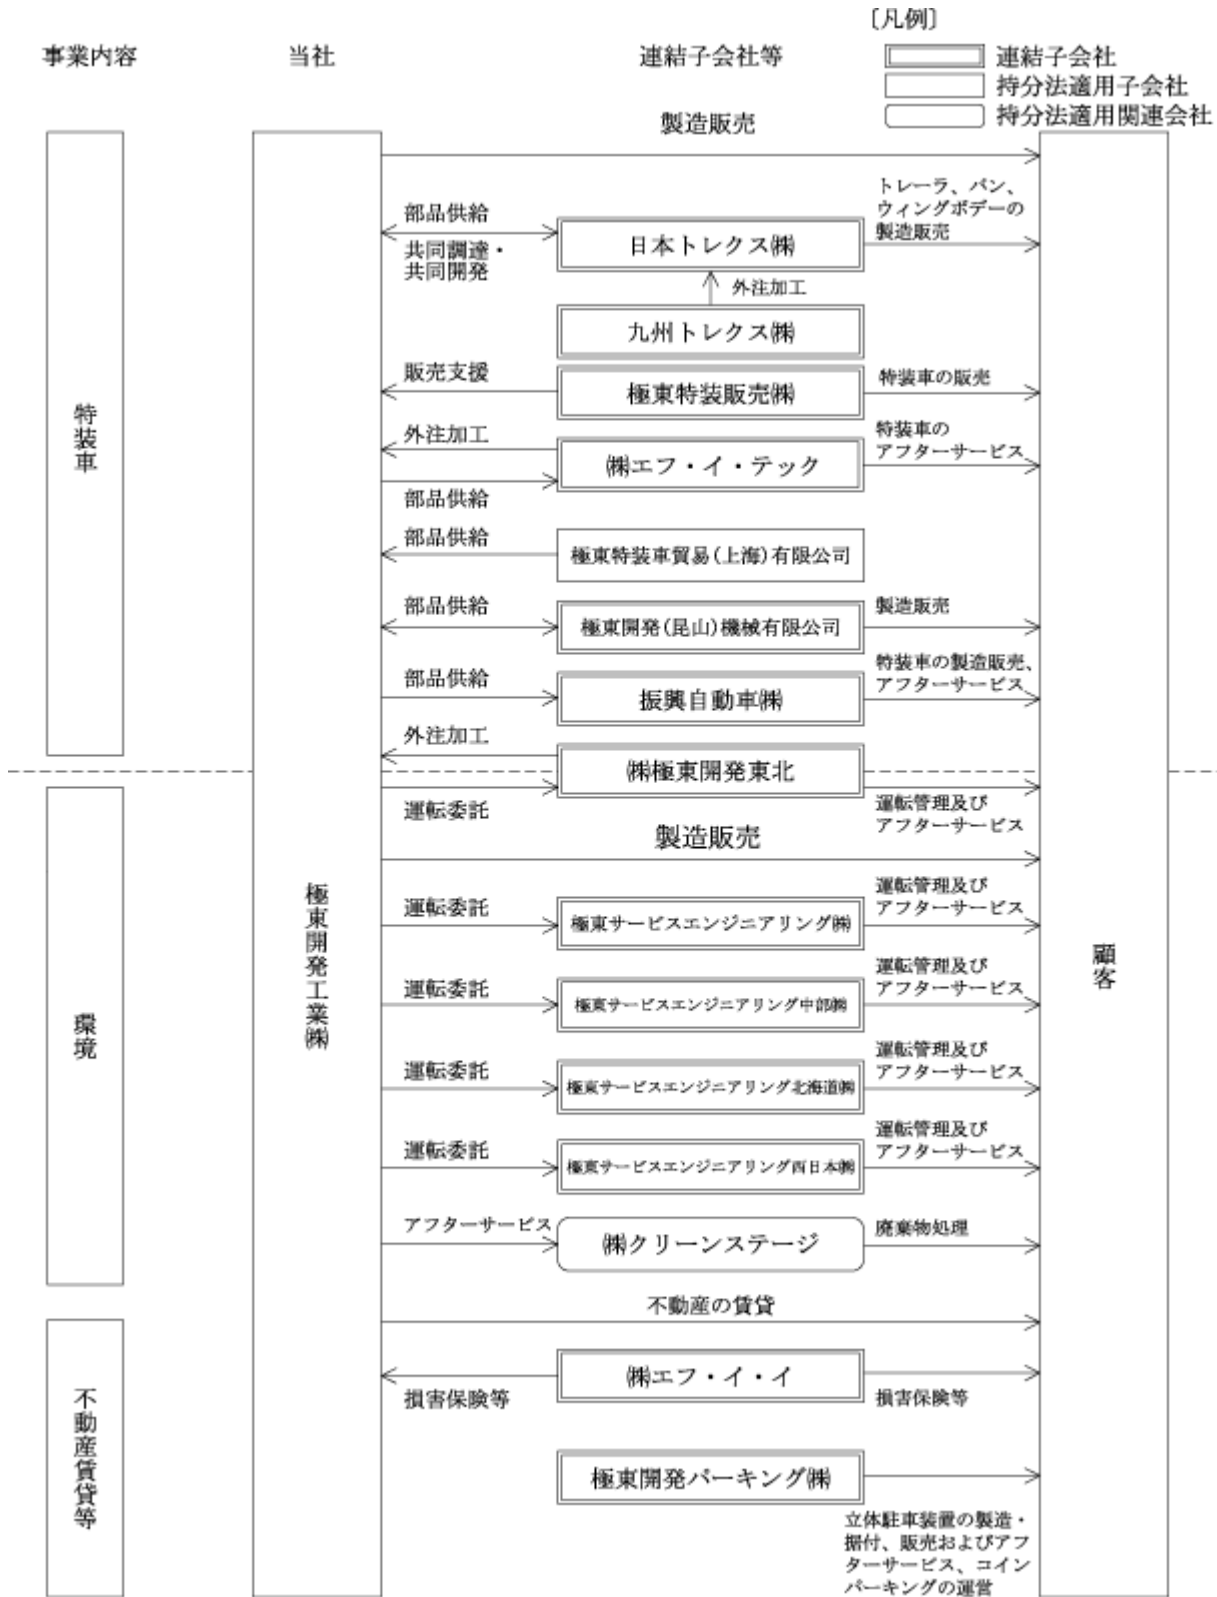 〔凡例〕
事業内容
当社
連結子会社等
連結子会社
持分法適用子会社
持分法適用関連会社
製造販売
特装車
部品供給
共同調達・
共同開発
日本トレクス㈱
トレーラ、バン、
ウィングボデーの
製造販売
外注加工
九州トレクス㈱
販売支援
極東特装販売㈱
特装車の販売
外注加工
部品供給
㈱エフ・イ・テック
特装車の
アフターサービス
部品供給
極東特装車貿易(上海)有限公司
部品供給
極東開発(昆山)機械有限公司
製造販売
部品供給
振興自動車㈱
特装車の製造販売、
アフターサービス
外注加工
㈱極東開発東北
運転委託
運転管理及び
アフターサービス
製造販売
極東開発工業㈱
顧客
環境
運転委託
極東サービスエンジニアリング㈱
運転管理及び
アフターサービス
運転委託
極東サービスエンジニアリング中部㈱
運転管理及び
アフターサービス
運転委託
極東サービスエンジニアリング北海道㈱
運転管理及び
アフターサービス
運転委託
極東サービスエンジニアリング西日本㈱
運転管理及び
アフターサービス
アフターサービス
㈱クリーンステージ
廃棄物処理
不動産の賃貸
不動産賃貸等
㈱エフ・イ・イ
損害保険等
損害保険等
極東開発パーキング㈱
立体駐車装置の製造・
据付、販売およびアフ
ターサービス、コイン
パーキングの運営